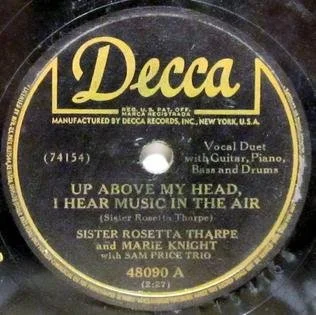 Decca
REG. U.S. PAT. OFF.
MARCA REGISTRADA
MANUFACTURED BY DECCA RECORDS, INC., NEW YORK, U.S.A.
(74154)
Vocal Duet
with Guitar, Piano,
Bass and Drums
UP ABOVE MY HEAD,
I HEAR MUSIC IN THE AIR
(Sister Rosetta Tharpe)
SISTER ROSETTA THARPE
and MARIE KNIGHT
with SAM PRICE TRIO
48090 A
(2:27)